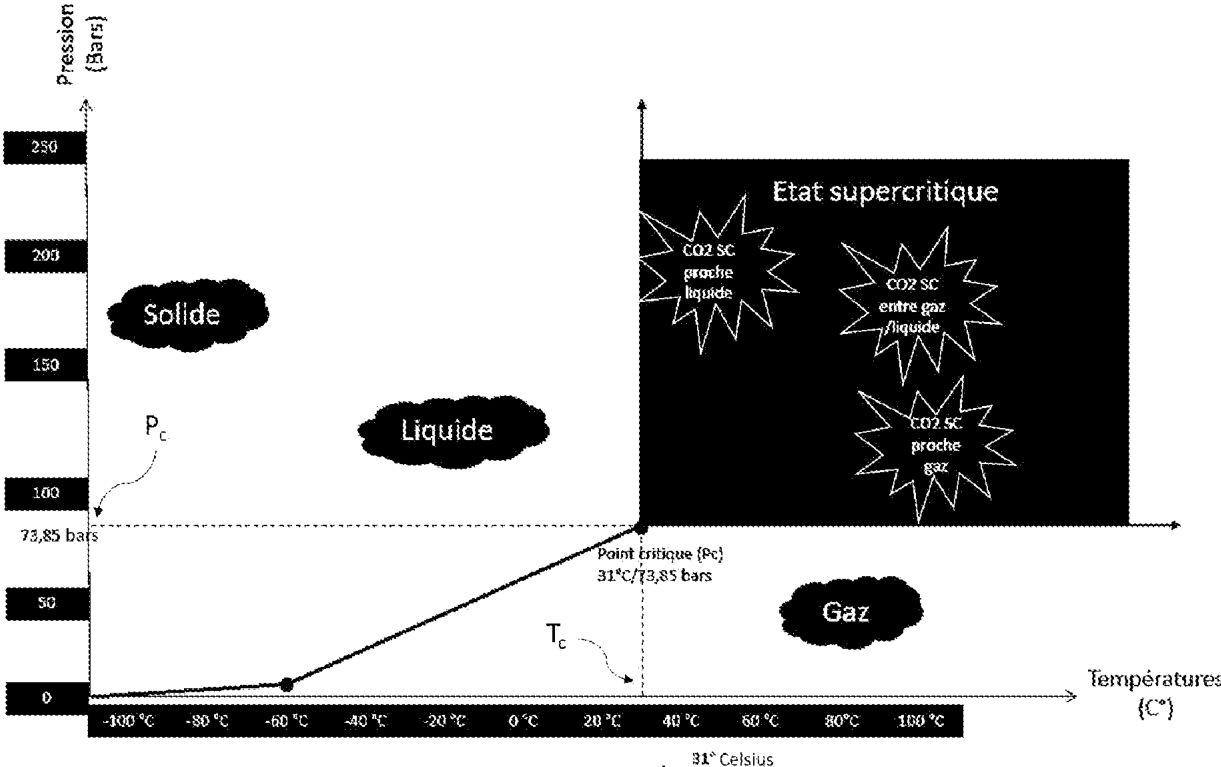 Pression
(Bars)
250
200
150
100
50
0
73,85 bars
Pc
Solide
Liquide
Etat supercritique
CO2 SC
proche
liquide
CO2 SC
entre gaz
/liquide
CO2 SC
proche
gaz
Point critique (Pc)
31°C/73,85 bars
Gaz
Tc
Températures
(C°)
-100 °C -80 °C -60 °C -40 °C -20 °C 0 °C 20 °C 40 °C 60 °C 80°C 100 °C
31° Celsius